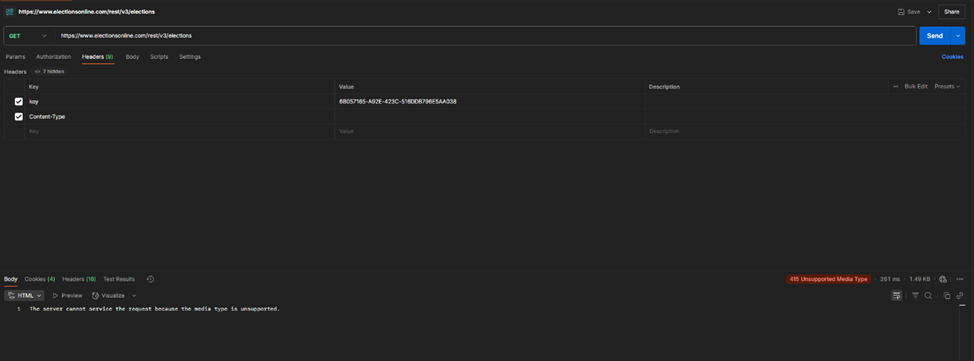 https://www.electionsonline.com/rest/v3/elections
Save
Share
GET
https://www.electionsonline.com/rest/v3/elections
Send
Params Authorization Headers (9) Body Scripts Settings
Cookies
Headers 7 hidden
Key Value Description ... Bulk Edit Presets
key 6B057165-A92E-423C-516DDB796E5AA038
Content-Type
Key Value Description
Body Cookies (4) Headers (16) Test Results
415 Unsupported Media Type · 261 ms · 1.49 KB
HTML Preview Visualize
1 The server cannot service the request because the media type is unsupported.